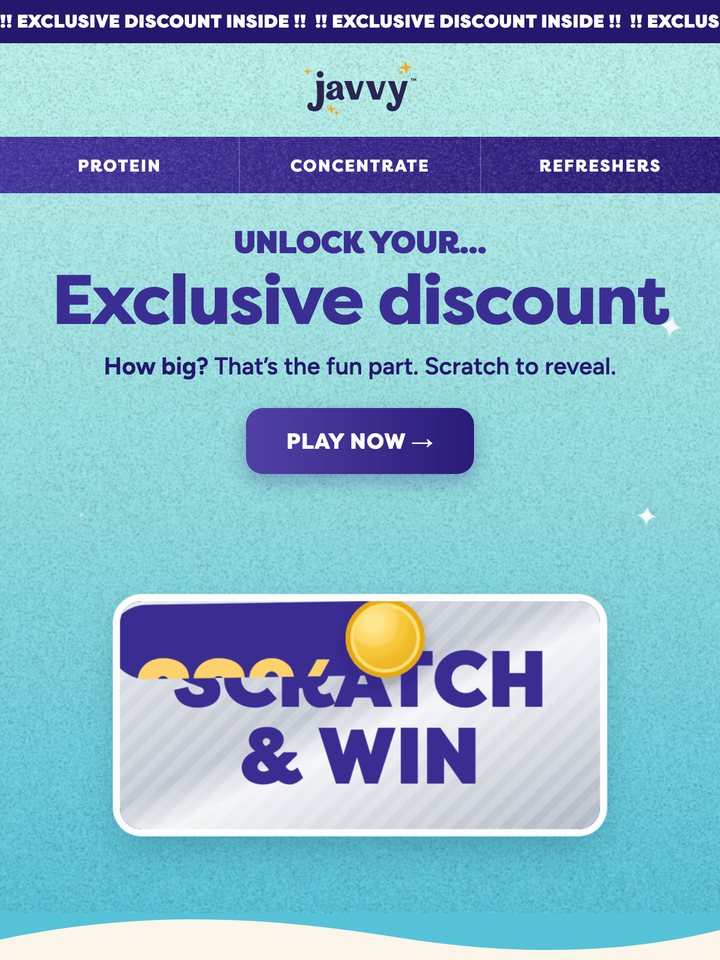 !! EXCLUSIVE DISCOUNT INSIDE !! !! EXCLUSIVE DISCOUNT INSIDE !! !! EXCLUS
javvy™
PROTEIN CONCENTRATE REFRESHERS
UNLOCK YOUR...
Exclusive discount
How big? That's the fun part. Scratch to reveal.
PLAY NOW →
SCRATCH
& WIN